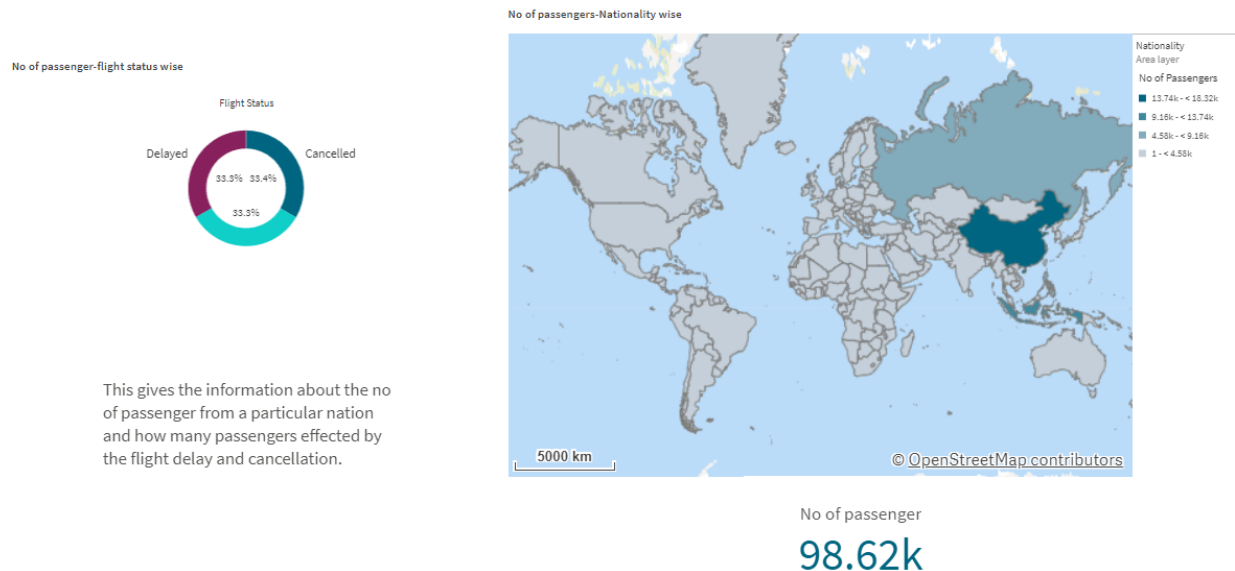 No of passengers-Nationality wise
No of passenger-flight status wise
Flight Status
Delayed
Cancelled
33.3%
33.4%
33.3%
Nationality
Area layer
No of Passengers
13.74k - < 18.32k
9.16k - < 13.74k
4.58k - < 9.16k
1 - < 4.58k
This gives the information about the no
of passenger from a particular nation
and how many passengers effected by
the flight delay and cancellation.
5000 km
© OpenStreetMap contributors
No of passenger
98.62k